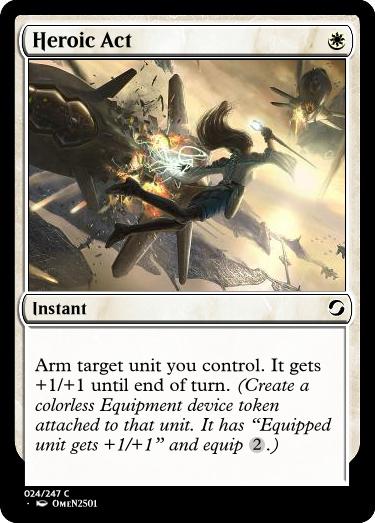 Heroic Act
Instant
Arm target unit you control. It gets
+1/+1 until end of turn. (Create a
colorless Equipment device token
attached to that unit. It has “Equipped
unit gets +1/+1” and equip 2.)
024/247 C
· OmeN2501